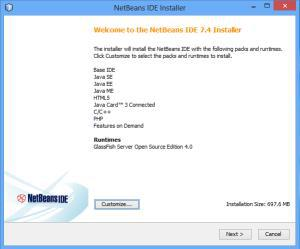 NetBeans IDE Installer
Welcome to the NetBeans IDE 7.4 Installer
The installer will install the NetBeans IDE with the following packs and runtimes.
Click Customize to select the packs and runtimes to install.
Base IDE
Java SE
Java EE
Java ME
HTML5
Java Card™ 3 Connected
C/C++
PHP
Features on Demand
Runtimes
GlassFish Server Open Source Edition 4.0
NetBeans IDE
Customize...
Installation Size: 697.6 MB
Next >
Cancel